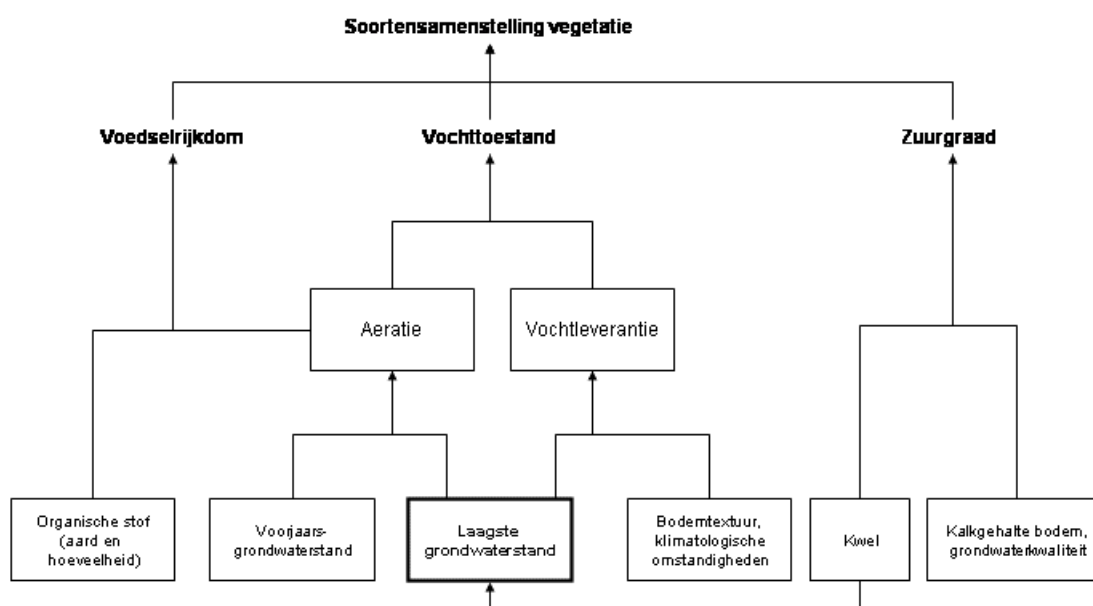 Soortensamenstelling vegetatie
Voedselrijkdom
Vochttoestand
Zuurgraad
Aeratie
Vochtleverantie
Organische stof
(aard en
hoeveelheid)
Voorjaars-
grondwaterstand
Laagste
grondwaterstand
Bodemtextuur,
klimatologische
omstandigheden
Kwel
Kalkgehalte bodem,
grondwaterkwaliteit